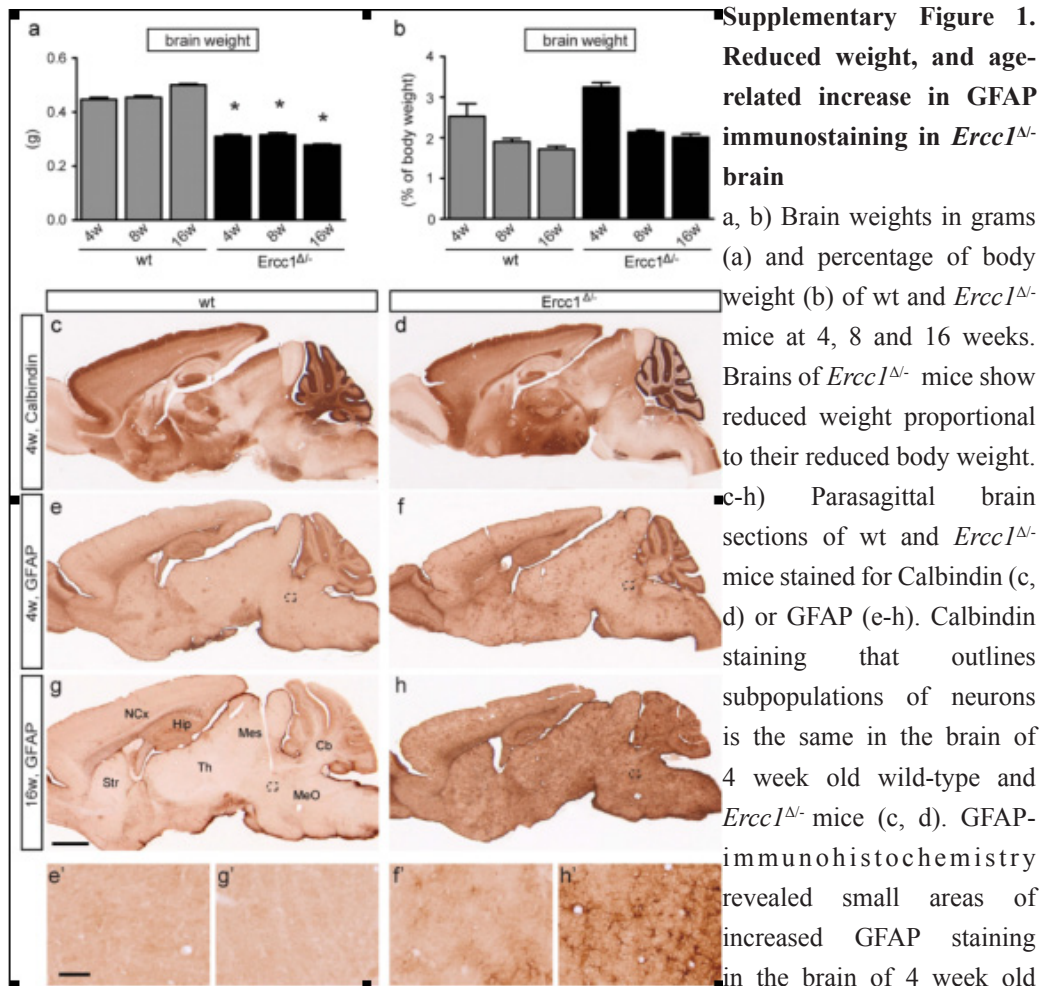 a
brain weight
(g)
0.6
0.4
0.2
0.0
* * *
4w 8w 16w 4w 8w 16w
wt Ercc1Δ/-
b
brain weight
(% of body weight)
4
3
2
1
0
4w 8w 16w 4w 8w 16w
wt Ercc1Δ/-
wt
Ercc1Δ/-
4w, Calbindin
c
d
4w, GFAP
e
f
16w, GFAP
g
NCx
Hip
Mes
Cb
Th
Str
MeO
h
e'
g'
f'
h'
Supplementary Figure 1.
Reduced weight, and age-
related increase in GFAP
immunostaining in Ercc1Δ/-
brain
a, b) Brain weights in grams
(a) and percentage of body
weight (b) of wt and Ercc1Δ/-
mice at 4, 8 and 16 weeks.
Brains of Ercc1Δ/- mice show
reduced weight proportional
to their reduced body weight.
c-h) Parasagittal brain
sections of wt and Ercc1Δ/-
mice stained for Calbindin (c,
d) or GFAP (e-h). Calbindin
staining that outlines
subpopulations of neurons
is the same in the brain of
4 week old wild-type and
Ercc1Δ/- mice (c, d). GFAP-
immunohistochemistry
revealed small areas of
increased GFAP staining
in the brain of 4 week old